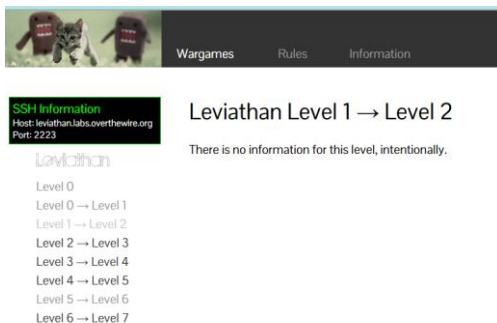 Wargames Rules Information
SSH Information
Host: leviathan.labs.overthewire.org
Port: 2223
Leviathan
Level 0
Level 0 → Level 1
Level 1 → Level 2
Level 2 → Level 3
Level 3 → Level 4
Level 4 → Level 5
Level 5 → Level 6
Level 6 → Level 7
Leviathan Level 1 → Level 2
There is no information for this level, intentionally.